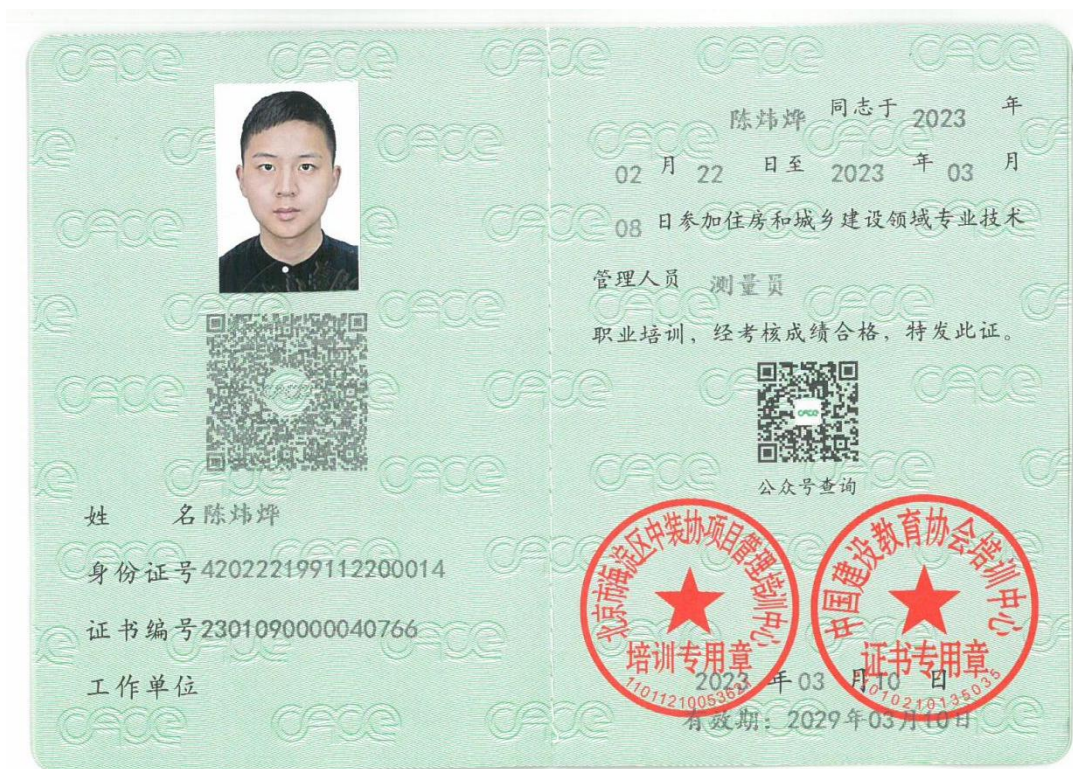 姓 名 陈炜烨
身份证号 420222199112200014
证书编号 2301090000040766
工作单位
陈炜烨 同志于 2023 年
02 月 22 日至 2023 年 03 月
08 日参加住房和城乡建设领域专业技术
管理人员 测量员
职业培训，经考核成绩合格，特发此证。
CACE
公众号查询
北京市海淀区中装协项目管理培训中心
培训专用章
中国建设教育协会培训中心
证书专用章
2023 年 03 月 10 日
有效期：2029年03月10日